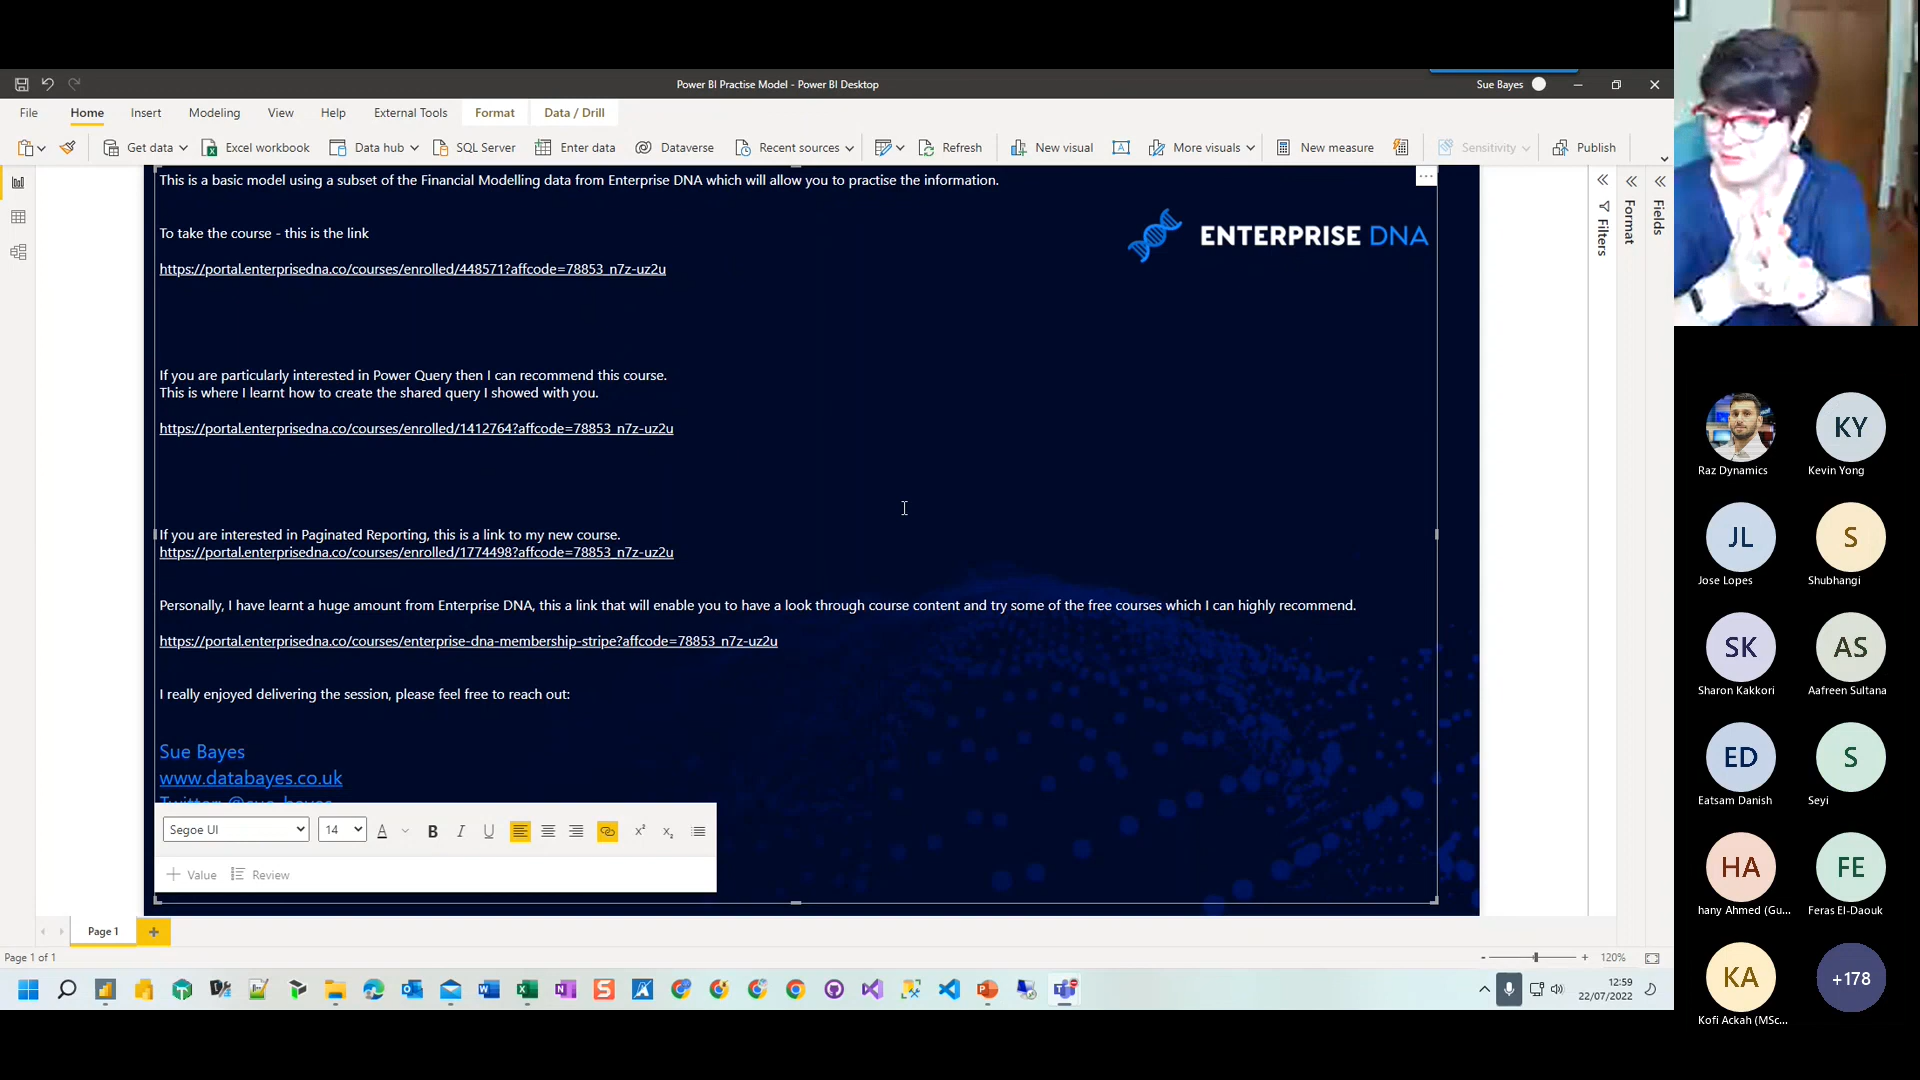 Power BI Practise Model - Power BI Desktop
Sue Bayes
File
Home
Insert
Modeling
View
Help
External Tools
Format
Data / Drill
Get data
Excel workbook
Data hub
SQL Server
Enter data
Dataverse
Recent sources
Refresh
New visual
More visuals
New measure
Sensitivity
Publish
This is a basic model using a subset of the Financial Modelling data from Enterprise DNA which will allow you to practise the information.
To take the course - this is the link
https://portal.enterprisedna.co/courses/enrolled/448571?affcode=78853_n7z-uz2u
ENTERPRISE DNA
If you are particularly interested in Power Query then I can recommend this course.
This is where I learnt how to create the shared query I showed with you.
https://portal.enterprisedna.co/courses/enrolled/1412764?affcode=78853_n7z-uz2u
If you are interested in Paginated Reporting, this is a link to my new course.
https://portal.enterprisedna.co/courses/enrolled/1774498?affcode=78853_n7z-uz2u
Personally, I have learnt a huge amount from Enterprise DNA, this a link that will enable you to have a look through course content and try some of the free courses which I can highly recommend.
https://portal.enterprisedna.co/courses/enterprise-dna-membership-stripe?affcode=78853_n7z-uz2u
I really enjoyed delivering the session, please feel free to reach out:
Sue Bayes
www.databayes.co.uk
Twitter: @sue_bayes
Segoe UI
14
Value
Review
Filters
Format
Fields
Page 1
Page 1 of 1
120%
12:59
22/07/2022
Raz Dynamics
KY
Kevin Yong
JL
Jose Lopes
S
Shubhangi
SK
Sharon Kakkori
AS
Aafreen Sultana
ED
Eatsam Danish
S
Seyi
HA
hany Ahmed (Gu...
FE
Feras El-Daouk
KA
Kofi Ackah (MSc...
+178